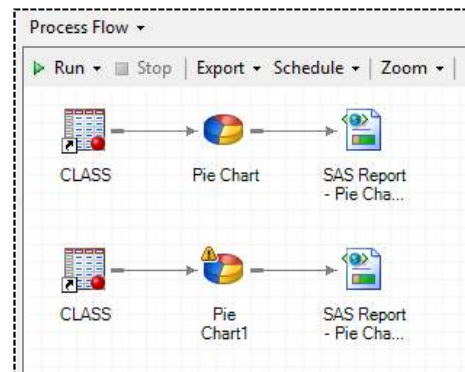 Process Flow
Run Stop Export Schedule Zoom
CLASS Pie Chart SAS Report
- Pie Cha...
CLASS Pie SAS Report
Chart1 - Pie Cha...